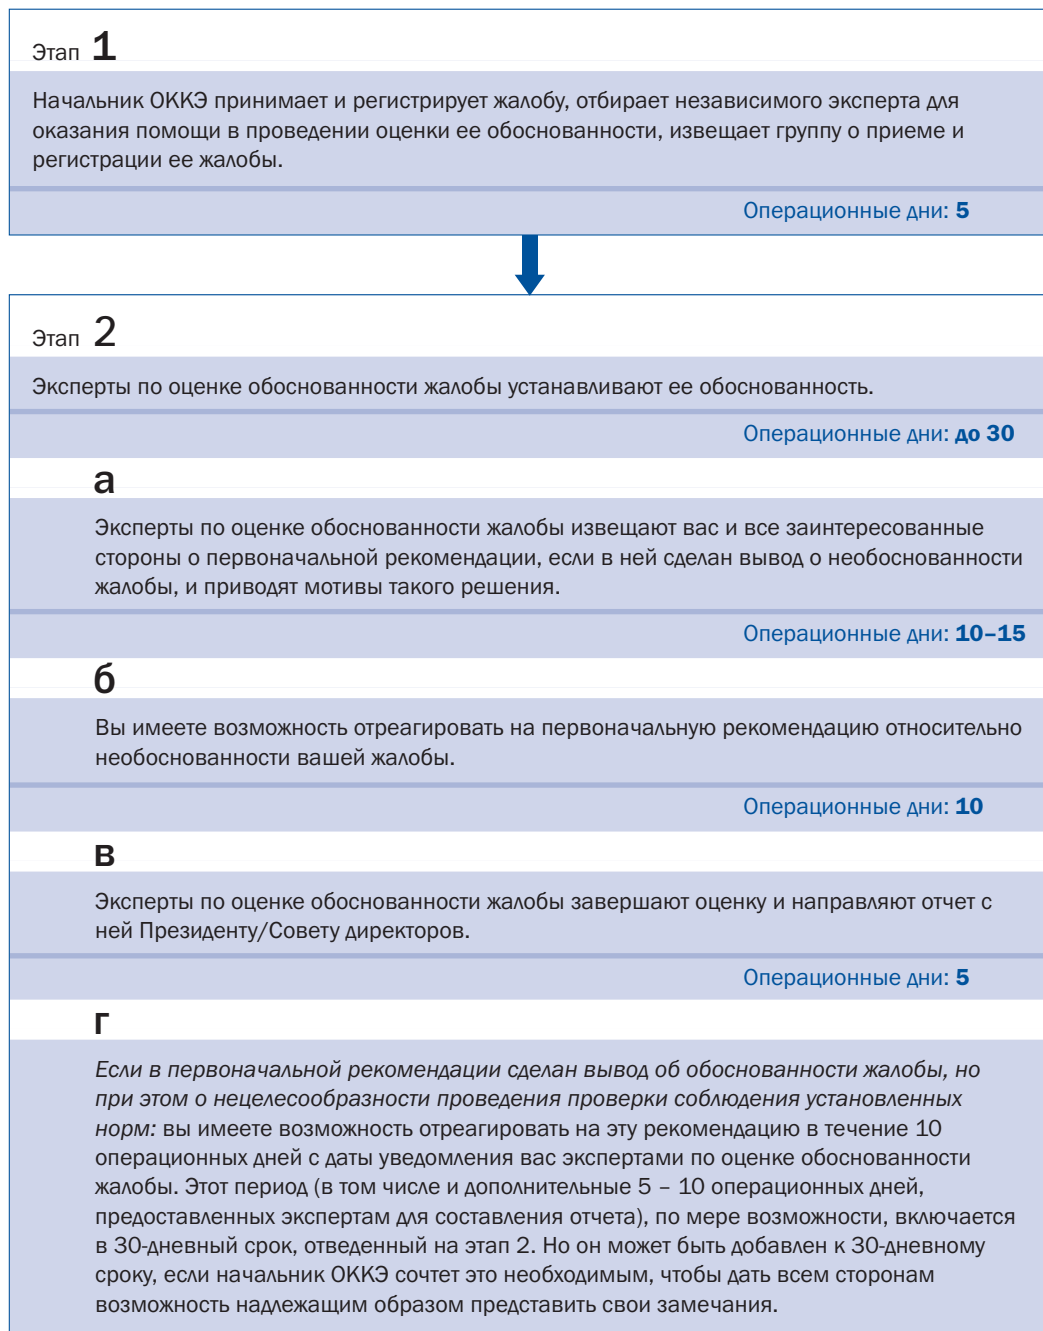 Этап 1
Начальник ОККЭ принимает и регистрирует жалобу, отбирает независимого эксперта для
оказания помощи в проведении оценки ее обоснованности, извещает группу о приеме и
регистрации ее жалобы.
Операционные дни: 5
Этап 2
Эксперты по оценке обоснованности жалобы устанавливают ее обоснованность.
Операционные дни: до 30
а
Эксперты по оценке обоснованности жалобы извещают вас и все заинтересованные
стороны о первоначальной рекомендации, если в ней сделан вывод о необоснованности
жалобы, и приводят мотивы такого решения.
Операционные дни: 10–15
б
Вы имеете возможность отреагировать на первоначальную рекомендацию относительно
необоснованности вашей жалобы.
Операционные дни: 10
в
Эксперты по оценке обоснованности жалобы завершают оценку и направляют отчет с
ней Президенту/Совету директоров.
Операционные дни: 5
г
Если в первоначальной рекомендации сделан вывод об обоснованности жалобы, но
при этом о нецелесообразности проведения проверки соблюдения установленных
норм: вы имеете возможность отреагировать на эту рекомендацию в течение 10
операционных дней с даты уведомления вас экспертами по оценке обоснованности
жалобы. Этот период (в том числе и дополнительные 5 – 10 операционных дней,
предоставленных экспертам для составления отчета), по мере возможности, включается
в 30-дневный срок, отведенный на этап 2. Но он может быть добавлен к 30-дневному
сроку, если начальник ОККЭ сочтет это необходимым, чтобы дать всем сторонам
возможность надлежащим образом представить свои замечания.